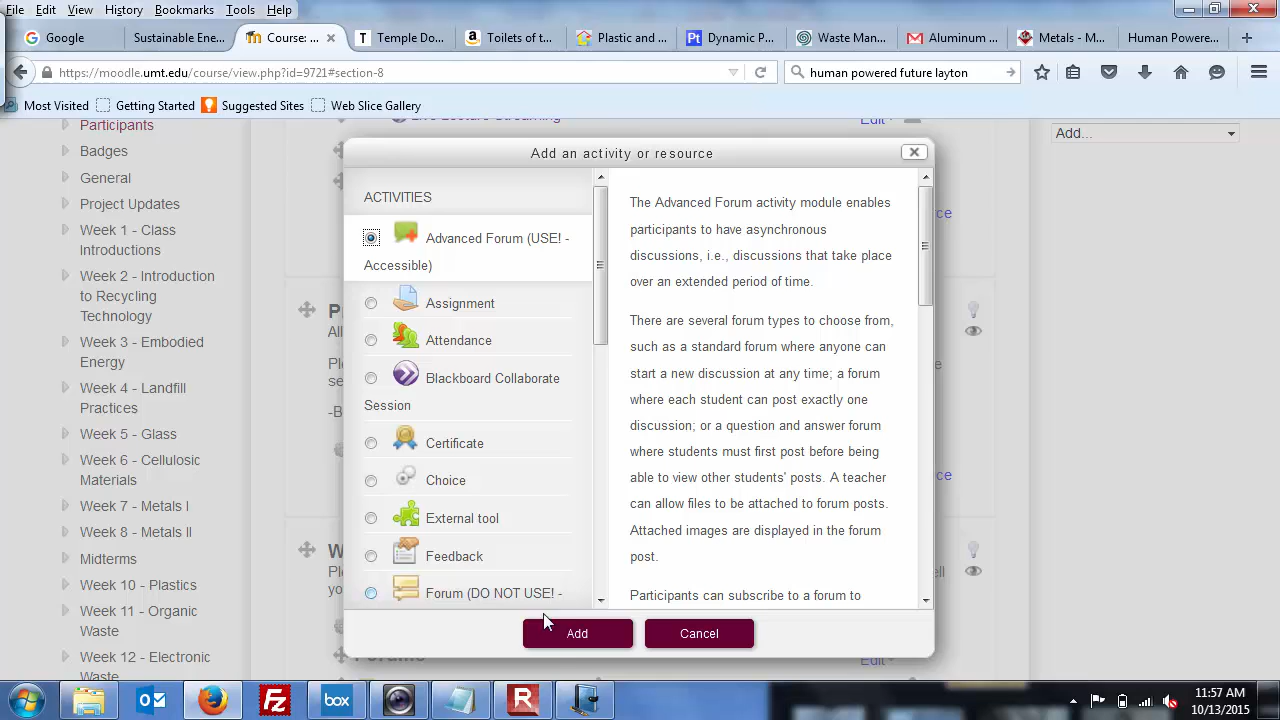 File Edit View History Bookmarks Tools Help
Google
Sustainable Ene...
Course: ...
Temple Do...
Toilets of t...
Plastic and ...
Dynamic P...
Waste Man...
Aluminum ...
Metals - M...
Human Powere...
https://moodle.umt.edu/course/view.php?id=9721#section-8
human powered future layton
Most Visited Getting Started Suggested Sites Web Slice Gallery
Participants
Badges
General
Project Updates
Week 1 - Class
Introductions
Week 2 - Introduction
to Recycling
Technology
Week 3 - Embodied
Energy
Week 4 - Landfill
Practices
Week 5 - Glass
Week 6 - Cellulosic
Materials
Week 7 - Metals I
Week 8 - Metals II
Midterms
Week 10 - Plastics
Week 11 - Organic
Waste
Week 12 - Electronic
Waste
Edit
Add...
Add an activity or resource
ACTIVITIES
Advanced Forum (USE! -
Accessible)
Assignment
Attendance
Blackboard Collaborate
Session
Certificate
Choice
External tool
Feedback
Forum (DO NOT USE! -
The Advanced Forum activity module enables
participants to have asynchronous
discussions, i.e., discussions that take place
over an extended period of time.
There are several forum types to choose from,
such as a standard forum where anyone can
start a new discussion at any time; a forum
where each student can post exactly one
discussion; or a question and answer forum
where students must first post before being
able to view other students' posts. A teacher
can allow files to be attached to forum posts.
Attached images are displayed in the forum
post.
Participants can subscribe to a forum to
Add
Cancel
Edit
box
11:57 AM
10/13/2015